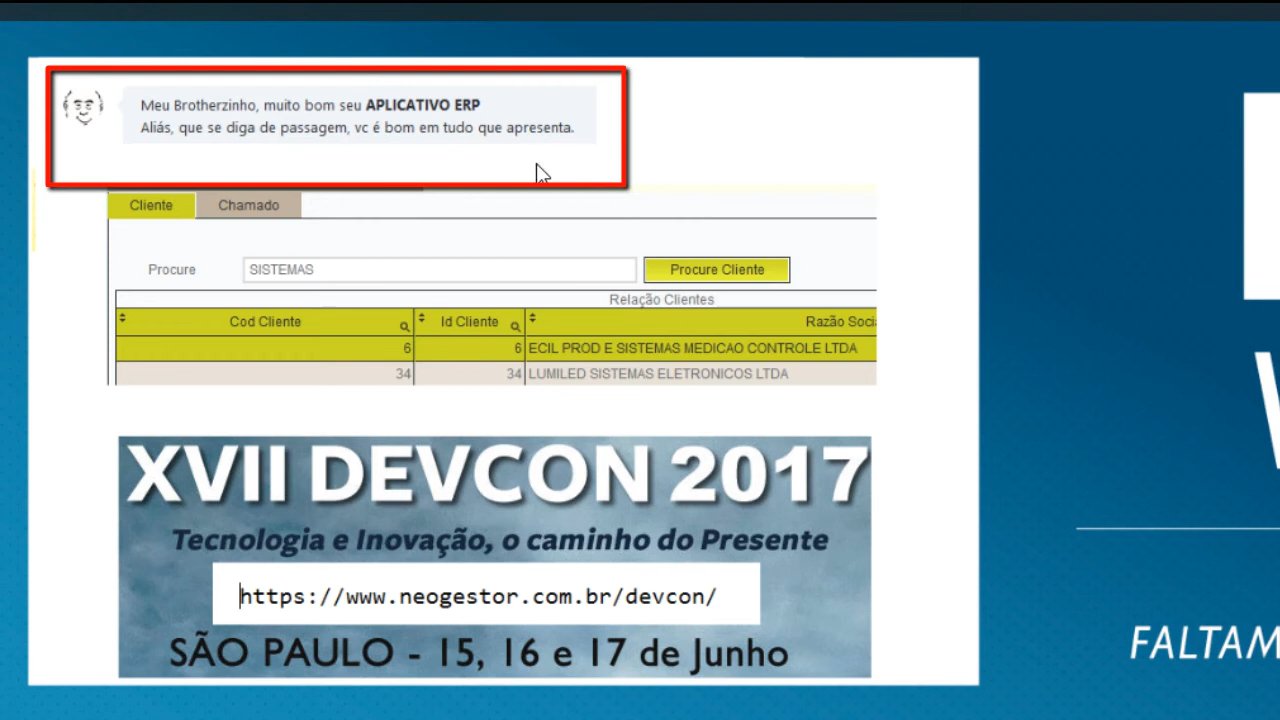 Meu Brotherzinho, muito bom seu APLICATIVO ERP
Aliás, que se diga de passagem, vc é bom em tudo que apresenta.
Cliente Chamado
Procure SISTEMAS Procure Cliente
Relação Clientes
Cod Cliente Id Cliente Razão Soci
6 6 ECIL PROD E SISTEMAS MEDICAO CONTROLE LTDA
34 34 LUMILED SISTEMAS ELETRONICOS LTDA
XVII DEVCON 2017
Tecnologia e Inovação, o caminho do Presente
https://www.neogestor.com.br/devcon/
SÃO PAULO - 15, 16 e 17 de Junho
FALTAM